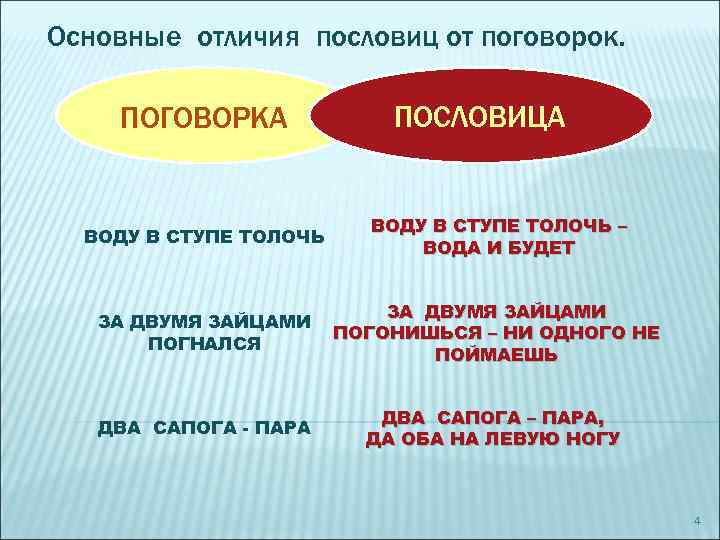 Основные отличия пословиц от поговорок.
ПОГОВОРКА
ПОСЛОВИЦА
ВОДУ В СТУПЕ ТОЛОЧЬ
ВОДУ В СТУПЕ ТОЛОЧЬ –
ВОДА И БУДЕТ
ЗА ДВУМЯ ЗАЙЦАМИ
ПОГНАЛСЯ
ЗА ДВУМЯ ЗАЙЦАМИ
ПОГОНИШЬСЯ – НИ ОДНОГО НЕ
ПОЙМАЕШЬ
ДВА САПОГА - ПАРА
ДВА САПОГА – ПАРА,
ДА ОБА НА ЛЕВУЮ НОГУ
4